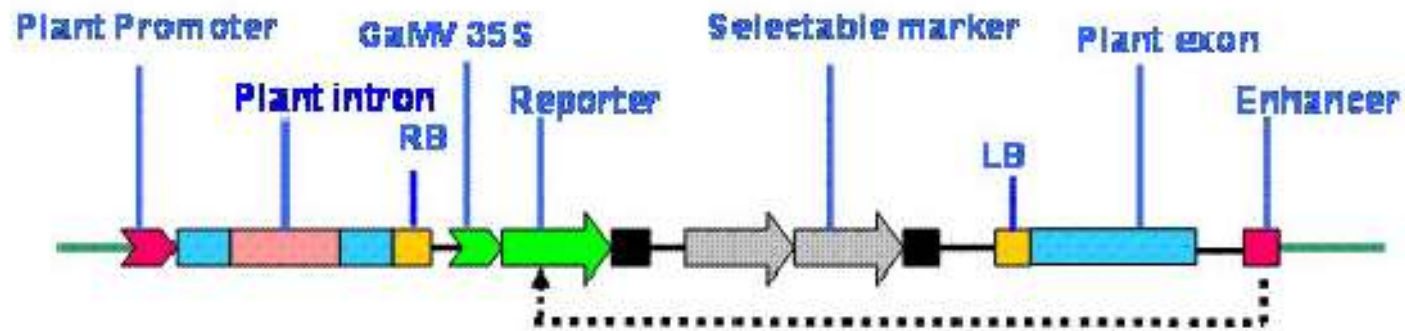 Plant Promoter
CaMV 35S
Selectable marker
Plant exon
Plant intron
Reporter
Enhancer
RB
LB